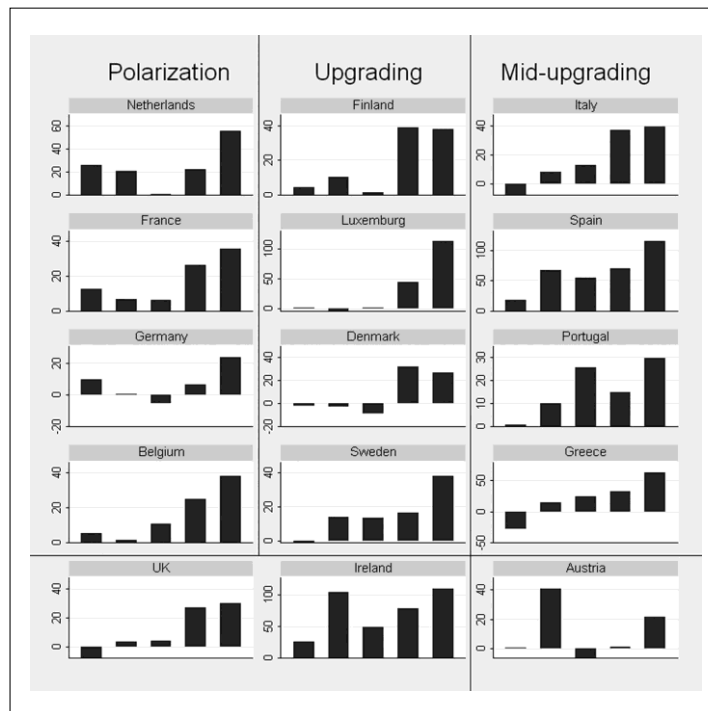 Polarization Upgrading Mid-upgrading
Netherlands Finland Italy
0 20 40 60
0 20 40
0 20 40
France Luxemburg Spain
0 20 40
0 50 100
0 50 100
Germany Denmark Portugal
-20 0 20
-20 0 20 40
0 10 20 30
Belgium Sweden Greece
0 20 40
0 20 40
-50 0 50
UK Ireland Austria
0 20 40
0 50 100
0 20 40